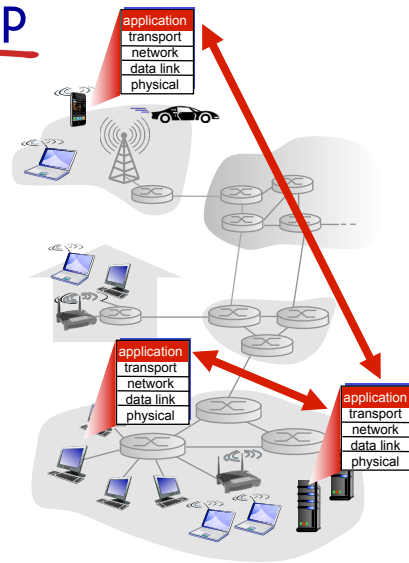 p
application
transport
network
data link
physical
application
transport
network
data link
physical
application
transport
network
data link
physical